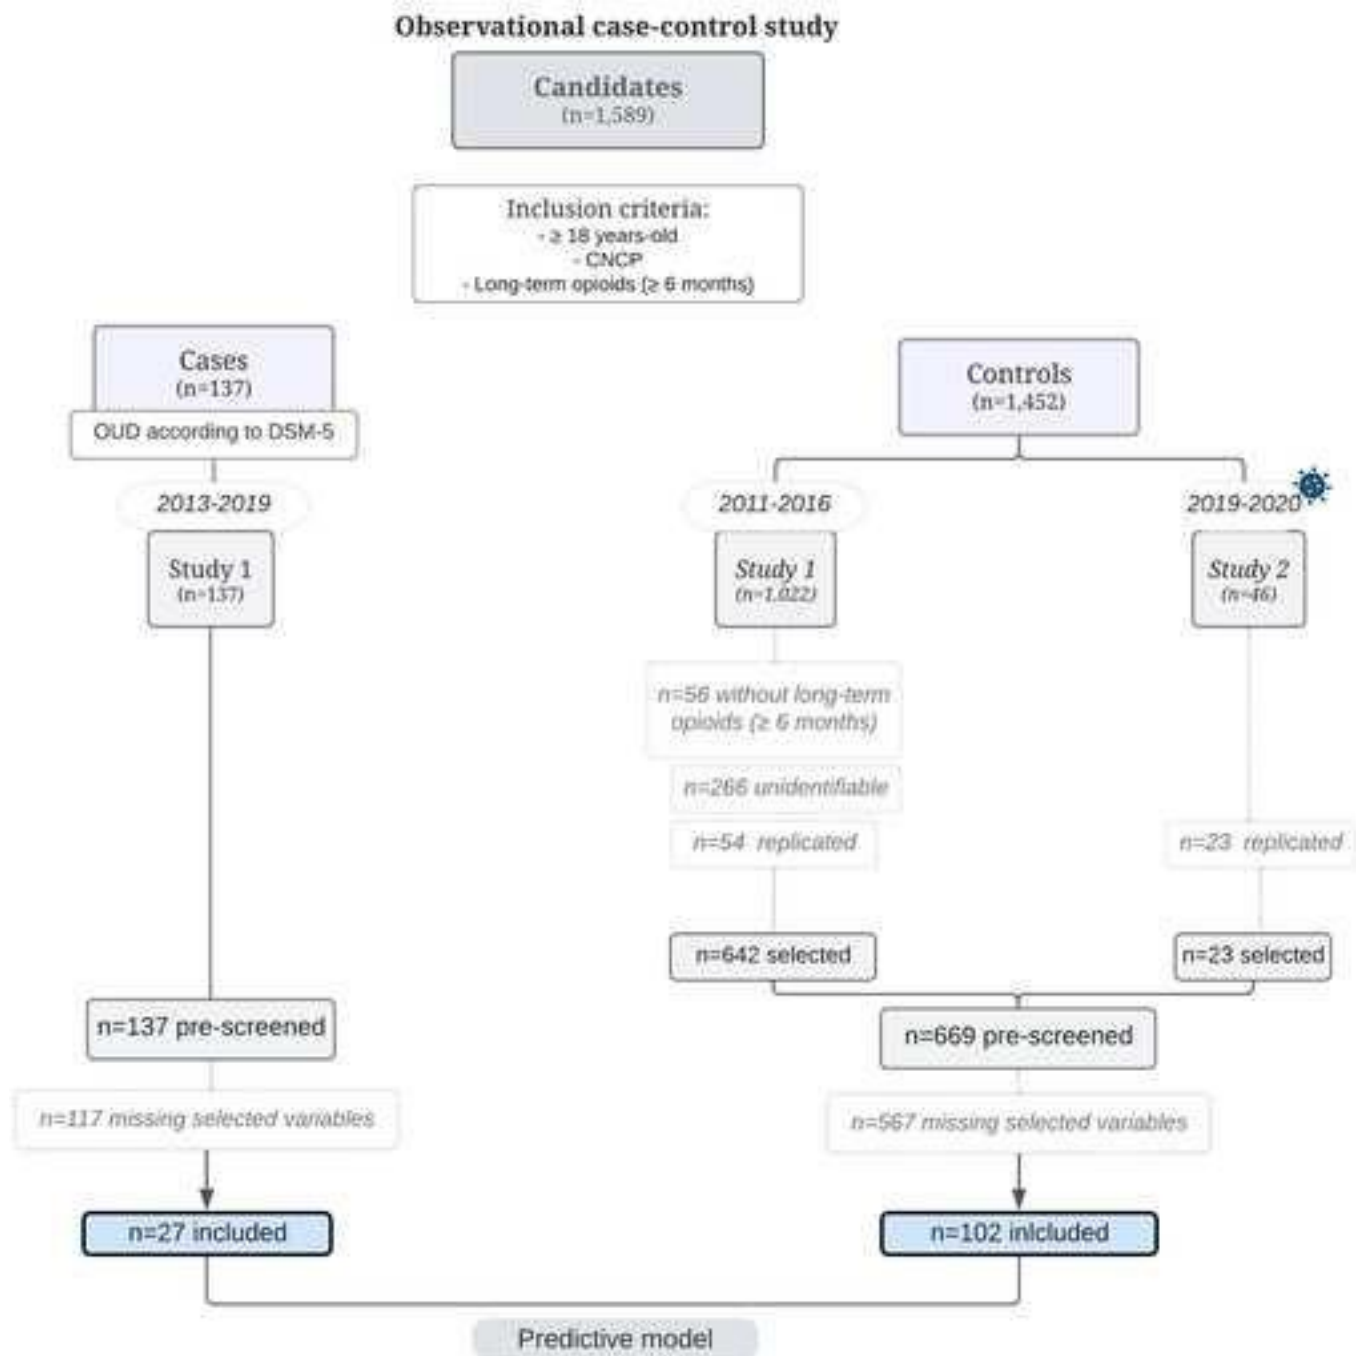 Observational case-control study
Candidates
(n=1,589)
Inclusion criteria:
- ≥ 18 years-old
- CNCP
- Long-term opioids (≥ 6 months)
Cases
(n=137)
OUD according to DSM-5
2013-2019
Study 1
(n=137)
n=137 pre-screened
n=117 missing selected variables
n=27 included
Controls
(n=1,452)
2011-2016
2019-2020
Study 1
(n=1,022)
Study 2
(n=46)
n=56 without long-term
opioids (≥ 6 months)
n=266 unidentifiable
n=54 replicated
n=23 replicated
n=642 selected
n=23 selected
n=669 pre-screened
n=567 missing selected variables
n=102 inlcluded
Predictive model